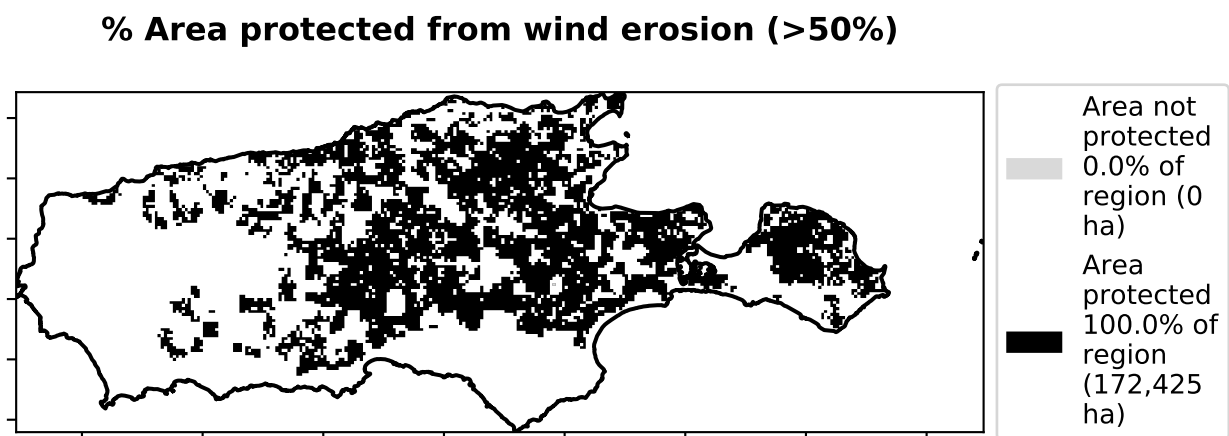 % Area protected from wind erosion (>50%)
Area not
protected
0.0% of
region (0
ha)
Area
protected
100.0% of
region
(172,425
ha)